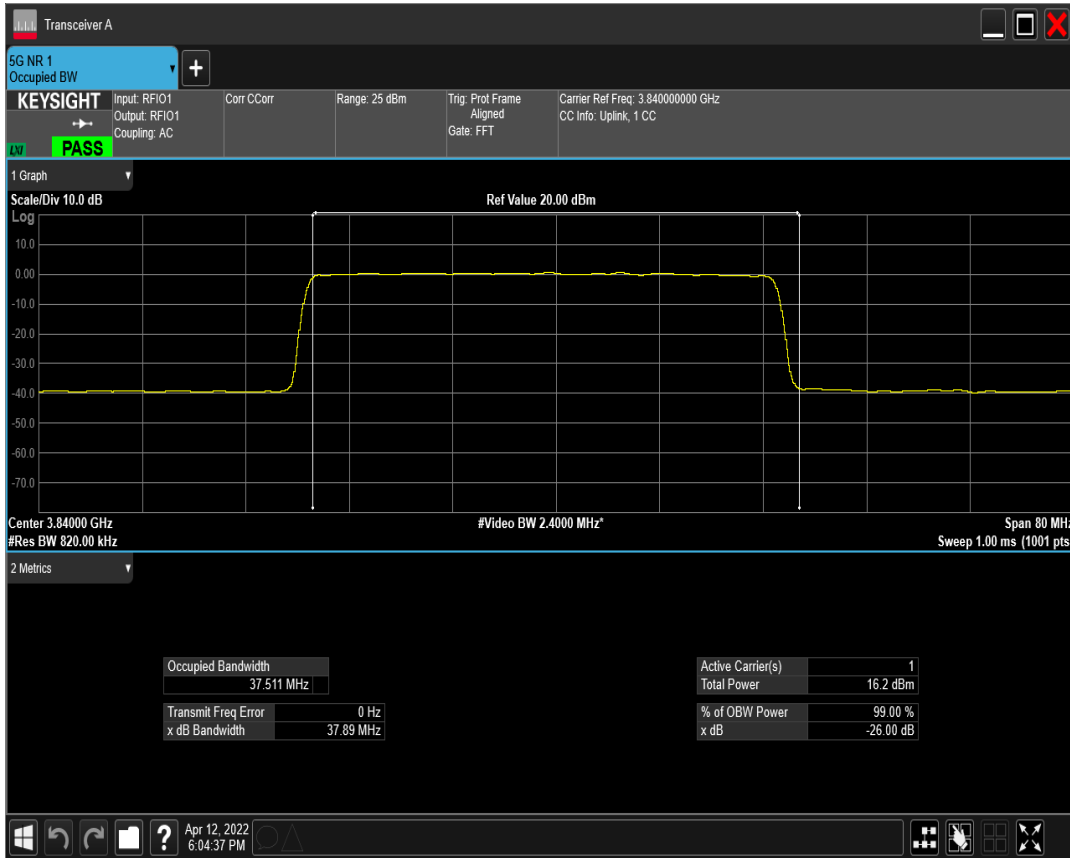 Transceiver A
5G NR 1
Occupied BW
+
KEYSIGHT
LXI
PASS
Input: RFIO1
Output: RFIO1
Coupling: AC
Corr CCorr
Range: 25 dBm
Trig: Prot Frame
Aligned
Gate: FFT
Carrier Ref Freq: 3.840000000 GHz
CC Info: Uplink, 1 CC
1 Graph
Scale/Div 10.0 dB
Ref Value 20.00 dBm
Log
10.0
0.00
-10.0
-20.0
-30.0
-40.0
-50.0
-60.0
-70.0
Center 3.84000 GHz
#Video BW 2.4000 MHz*
Span 80 MHz
#Res BW 820.00 kHz
Sweep 1.00 ms (1001 pts
2 Metrics
Occupied Bandwidth
37.511 MHz
Transmit Freq Error 0 Hz
x dB Bandwidth 37.89 MHz
Active Carrier(s) 1
Total Power 16.2 dBm
% of OBW Power 99.00 %
x dB -26.00 dB
?
Apr 12, 2022
6:04:37 PM